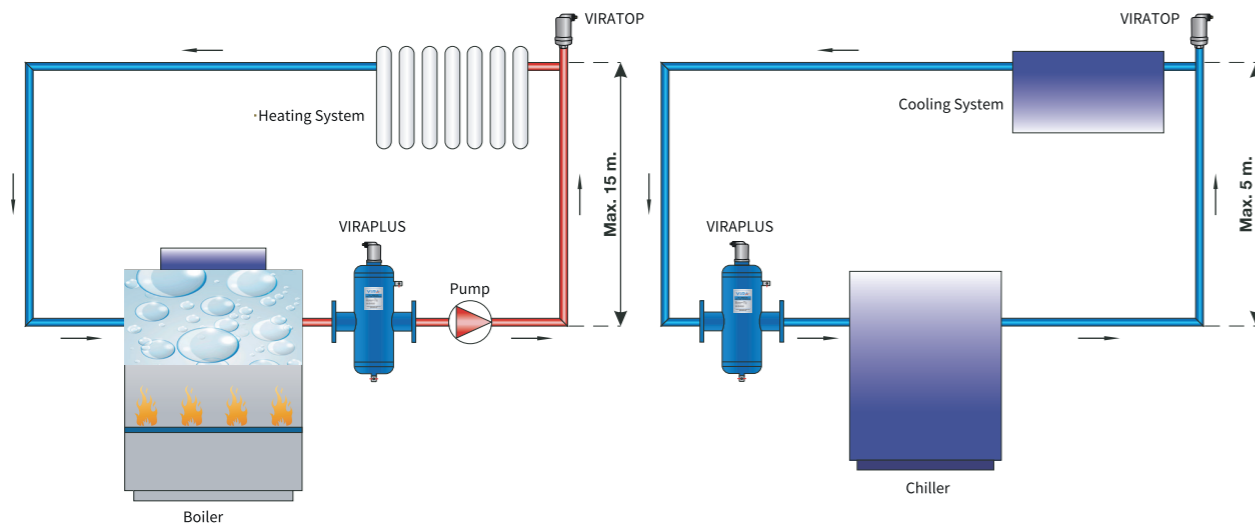 VIRATOP
·Heating System
Max. 15 m.
VIRAPLUS
Pump
Boiler
VIRATOP
Cooling System
Max. 5 m.
VIRAPLUS
Chiller